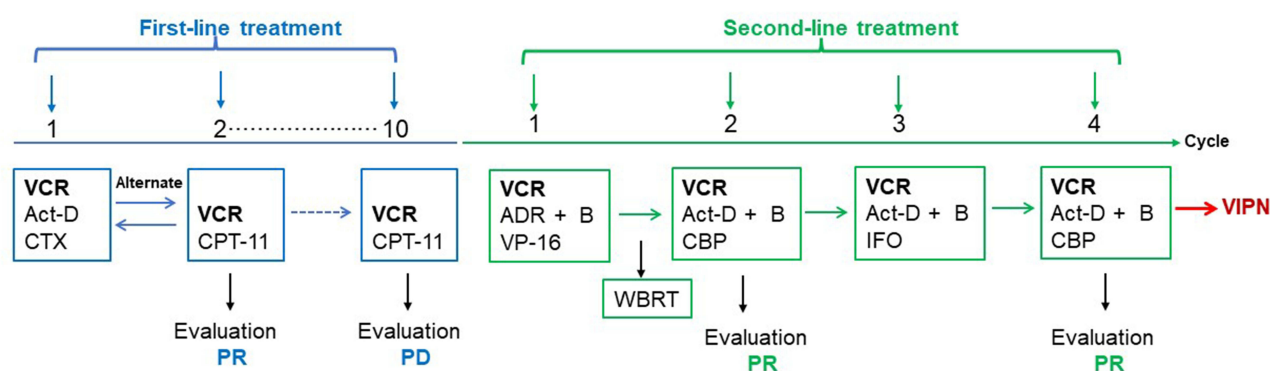 First-line treatment
Second-line treatment
1
2
10
1
2
3
4
Cycle
VCR
Act-D
CTX
Alternate
VCR
CPT-11
VCR
CPT-11
VCR
ADR + B
VP-16
VCR
Act-D + B
CBP
VCR
Act-D + B
IFO
VCR
Act-D + B
CBP
VIPN
WBRT
Evaluation
PR
Evaluation
PD
Evaluation
PR
Evaluation
PR